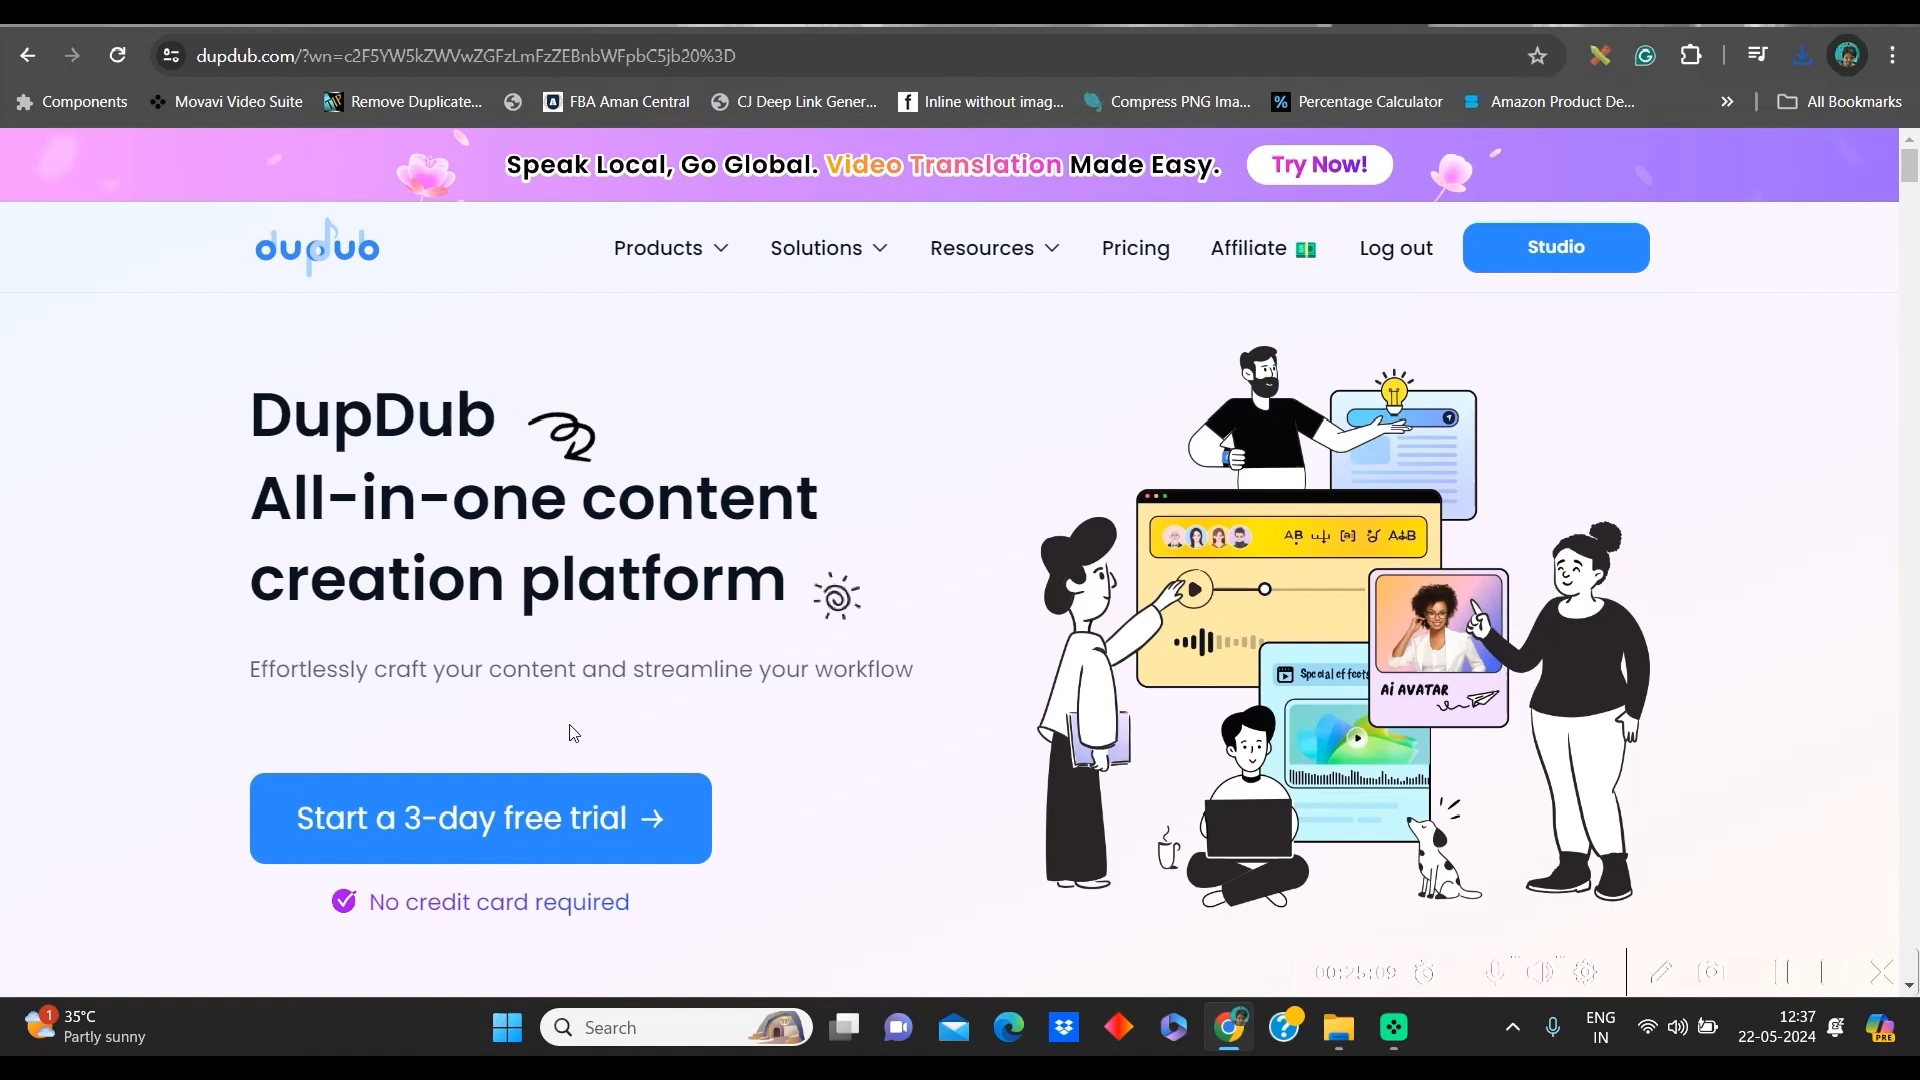 dupdub.com/?wn=c2F5YW5kZWVwZGFzLmFzZEBnbWFpbC5jb20%3D
Components
Movavi Video Suite
Remove Duplicate...
FBA Aman Central
CJ Deep Link Gener...
Inline without imag...
Compress PNG Ima...
Percentage Calculator
Amazon Product De...
All Bookmarks
Speak Local, Go Global. Video Translation Made Easy.
Try Now!
dupdub
Products
Solutions
Resources
Pricing
Affiliate
Log out
Studio
DupDub
All-in-one content
creation platform
Effortlessly craft your content and streamline your workflow
Start a 3-day free trial →
No credit card required
AB
A+B
Special effects
Ai AVATAR
00:25:09
1
35°C
Partly sunny
Search
ENG
IN
12:37
22-05-2024
PRE